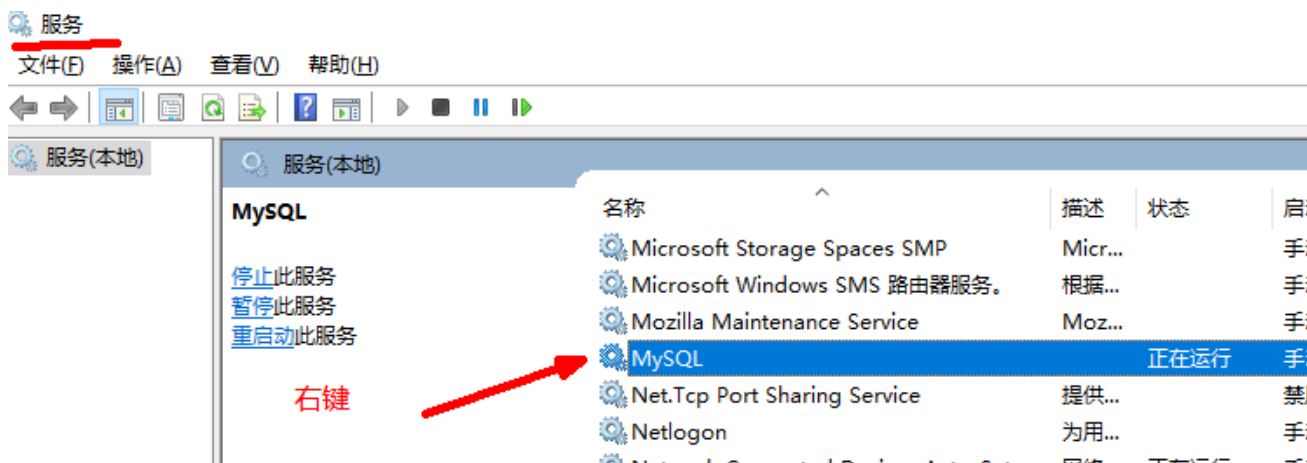 服务
文件(F) 操作(A) 查看(V) 帮助(H)
服务(本地)
服务(本地)
MySQL
停止此服务
暂停此服务
重启动此服务
右键
名称 描述 状态
Microsoft Storage Spaces SMP Micr...
Microsoft Windows SMS 路由器服务。 根据...
Mozilla Maintenance Service Moz...
MySQL 正在运行
Net.Tcp Port Sharing Service 提供...
Netlogon 为用...